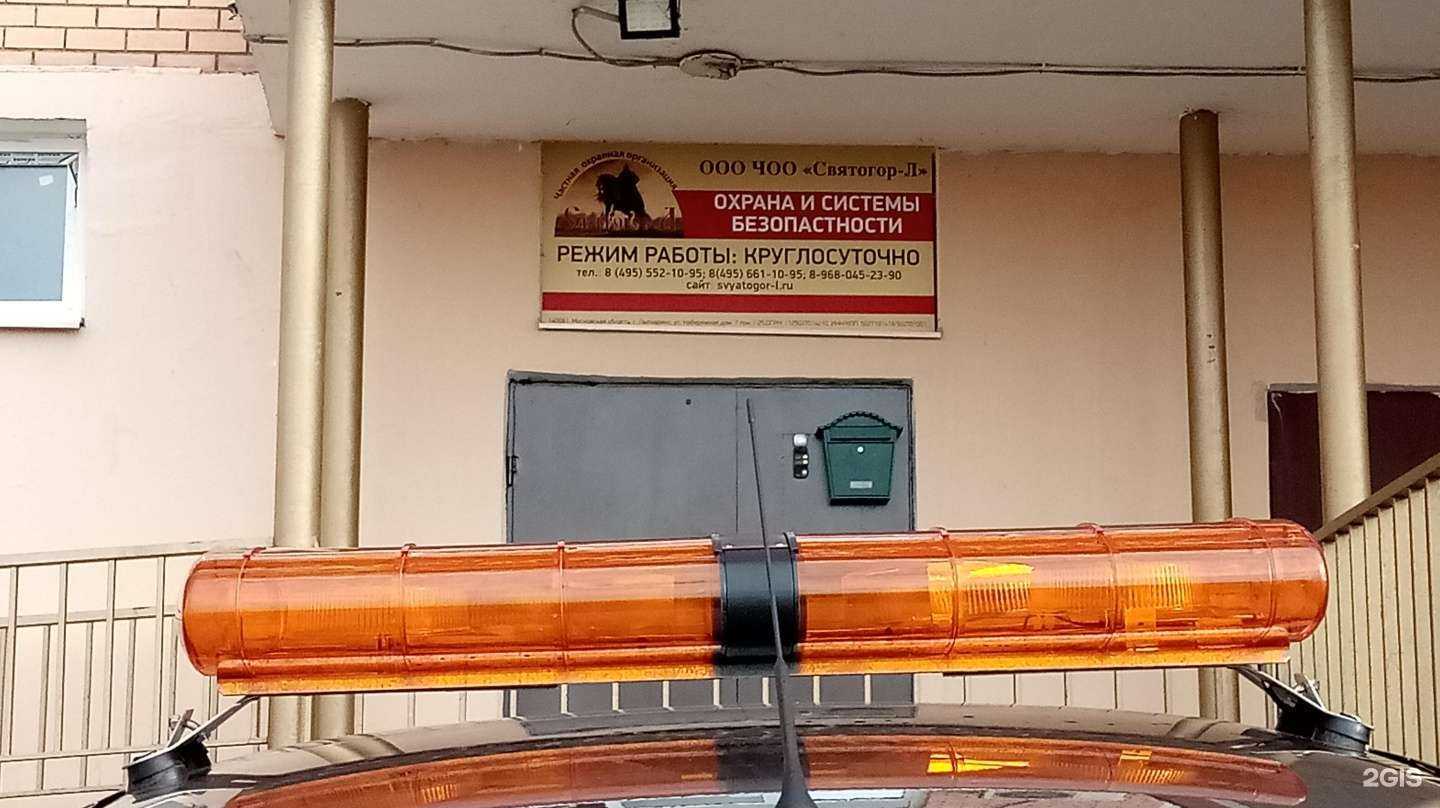 Частная охранная организация
ООО ЧОО «Святогор-Л»
ОХРАНА И СИСТЕМЫ
БЕЗОПАСТНОСТИ
РЕЖИМ РАБОТЫ: КРУГЛОСУТОЧНО
тел. 8 (495) 552-10-95; 8(495) 661-10-95; 8-968-045-23-90
сайт svyatogor-l.ru
2GIS